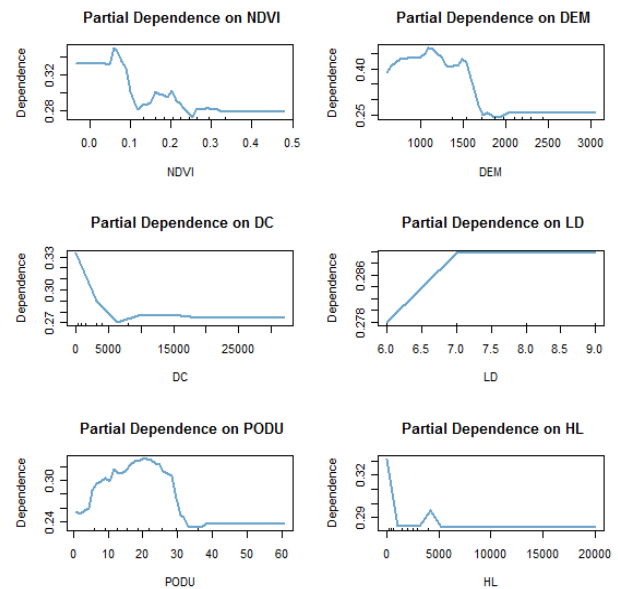 Partial Dependence on NDVI
Dependence
0.28 0.32
0.0 0.1 0.2 0.3 0.4 0.5
NDVI
Partial Dependence on DEM
Dependence
0.25 0.40
1000 1500 2000 2500 3000
DEM
Partial Dependence on DC
Dependence
0.27 0.30 0.33
0 5000 15000 25000
DC
Partial Dependence on LD
Dependence
0.278 0.286
6.0 6.5 7.0 7.5 8.0 8.5 9.0
LD
Partial Dependence on PODU
Dependence
0.24 0.30
0 10 20 30 40 50 60
PODU
Partial Dependence on HL
Dependence
0.29 0.32
0 5000 10000 15000 20000
HL